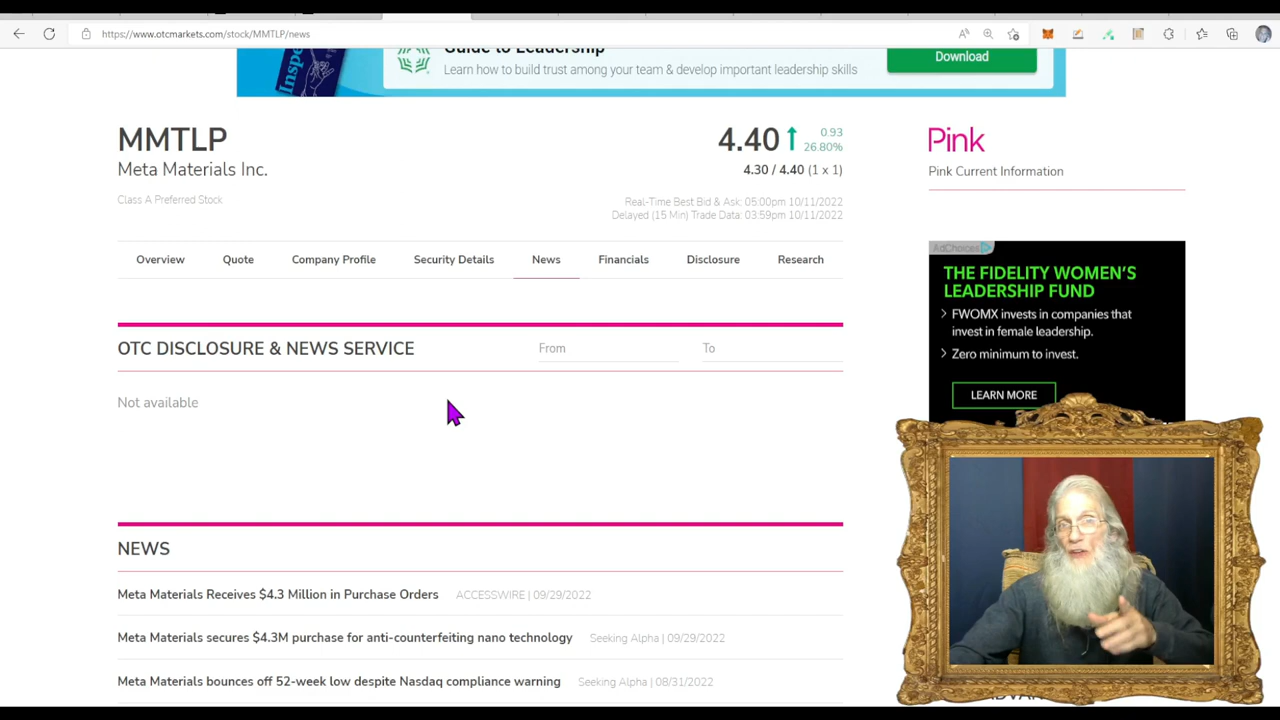 https://www.otcmarkets.com/stock/MMTLP/news
Guide to Leadership
Inspi
Learn how to build trust among your team & develop important leadership skills
Download
MMTLP
4.40
0.93
26.80%
Meta Materials Inc.
4.30 / 4.40 (1 x 1)
Pink
Pink Current Information
Class A Preferred Stock
Real-Time Best Bid & Ask: 05:00pm 10/11/2022
Delayed (15 Min) Trade Data: 03:59pm 10/11/2022
Overview
Quote
Company Profile
Security Details
News
Financials
Disclosure
Research
AdChoices
THE FIDELITY WOMEN'S
LEADERSHIP FUND
FWOMX invests in companies that
invest in female leadership.
Zero minimum to invest.
LEARN MORE
OTC DISCLOSURE & NEWS SERVICE
From
To
Not available
NEWS
Meta Materials Receives $4.3 Million in Purchase Orders ACCESSWIRE | 09/29/2022
Meta Materials secures $4.3M purchase for anti-counterfeiting nano technology Seeking Alpha | 09/29/2022
Meta Materials bounces off 52-week low despite Nasdaq compliance warning Seeking Alpha | 08/31/2022